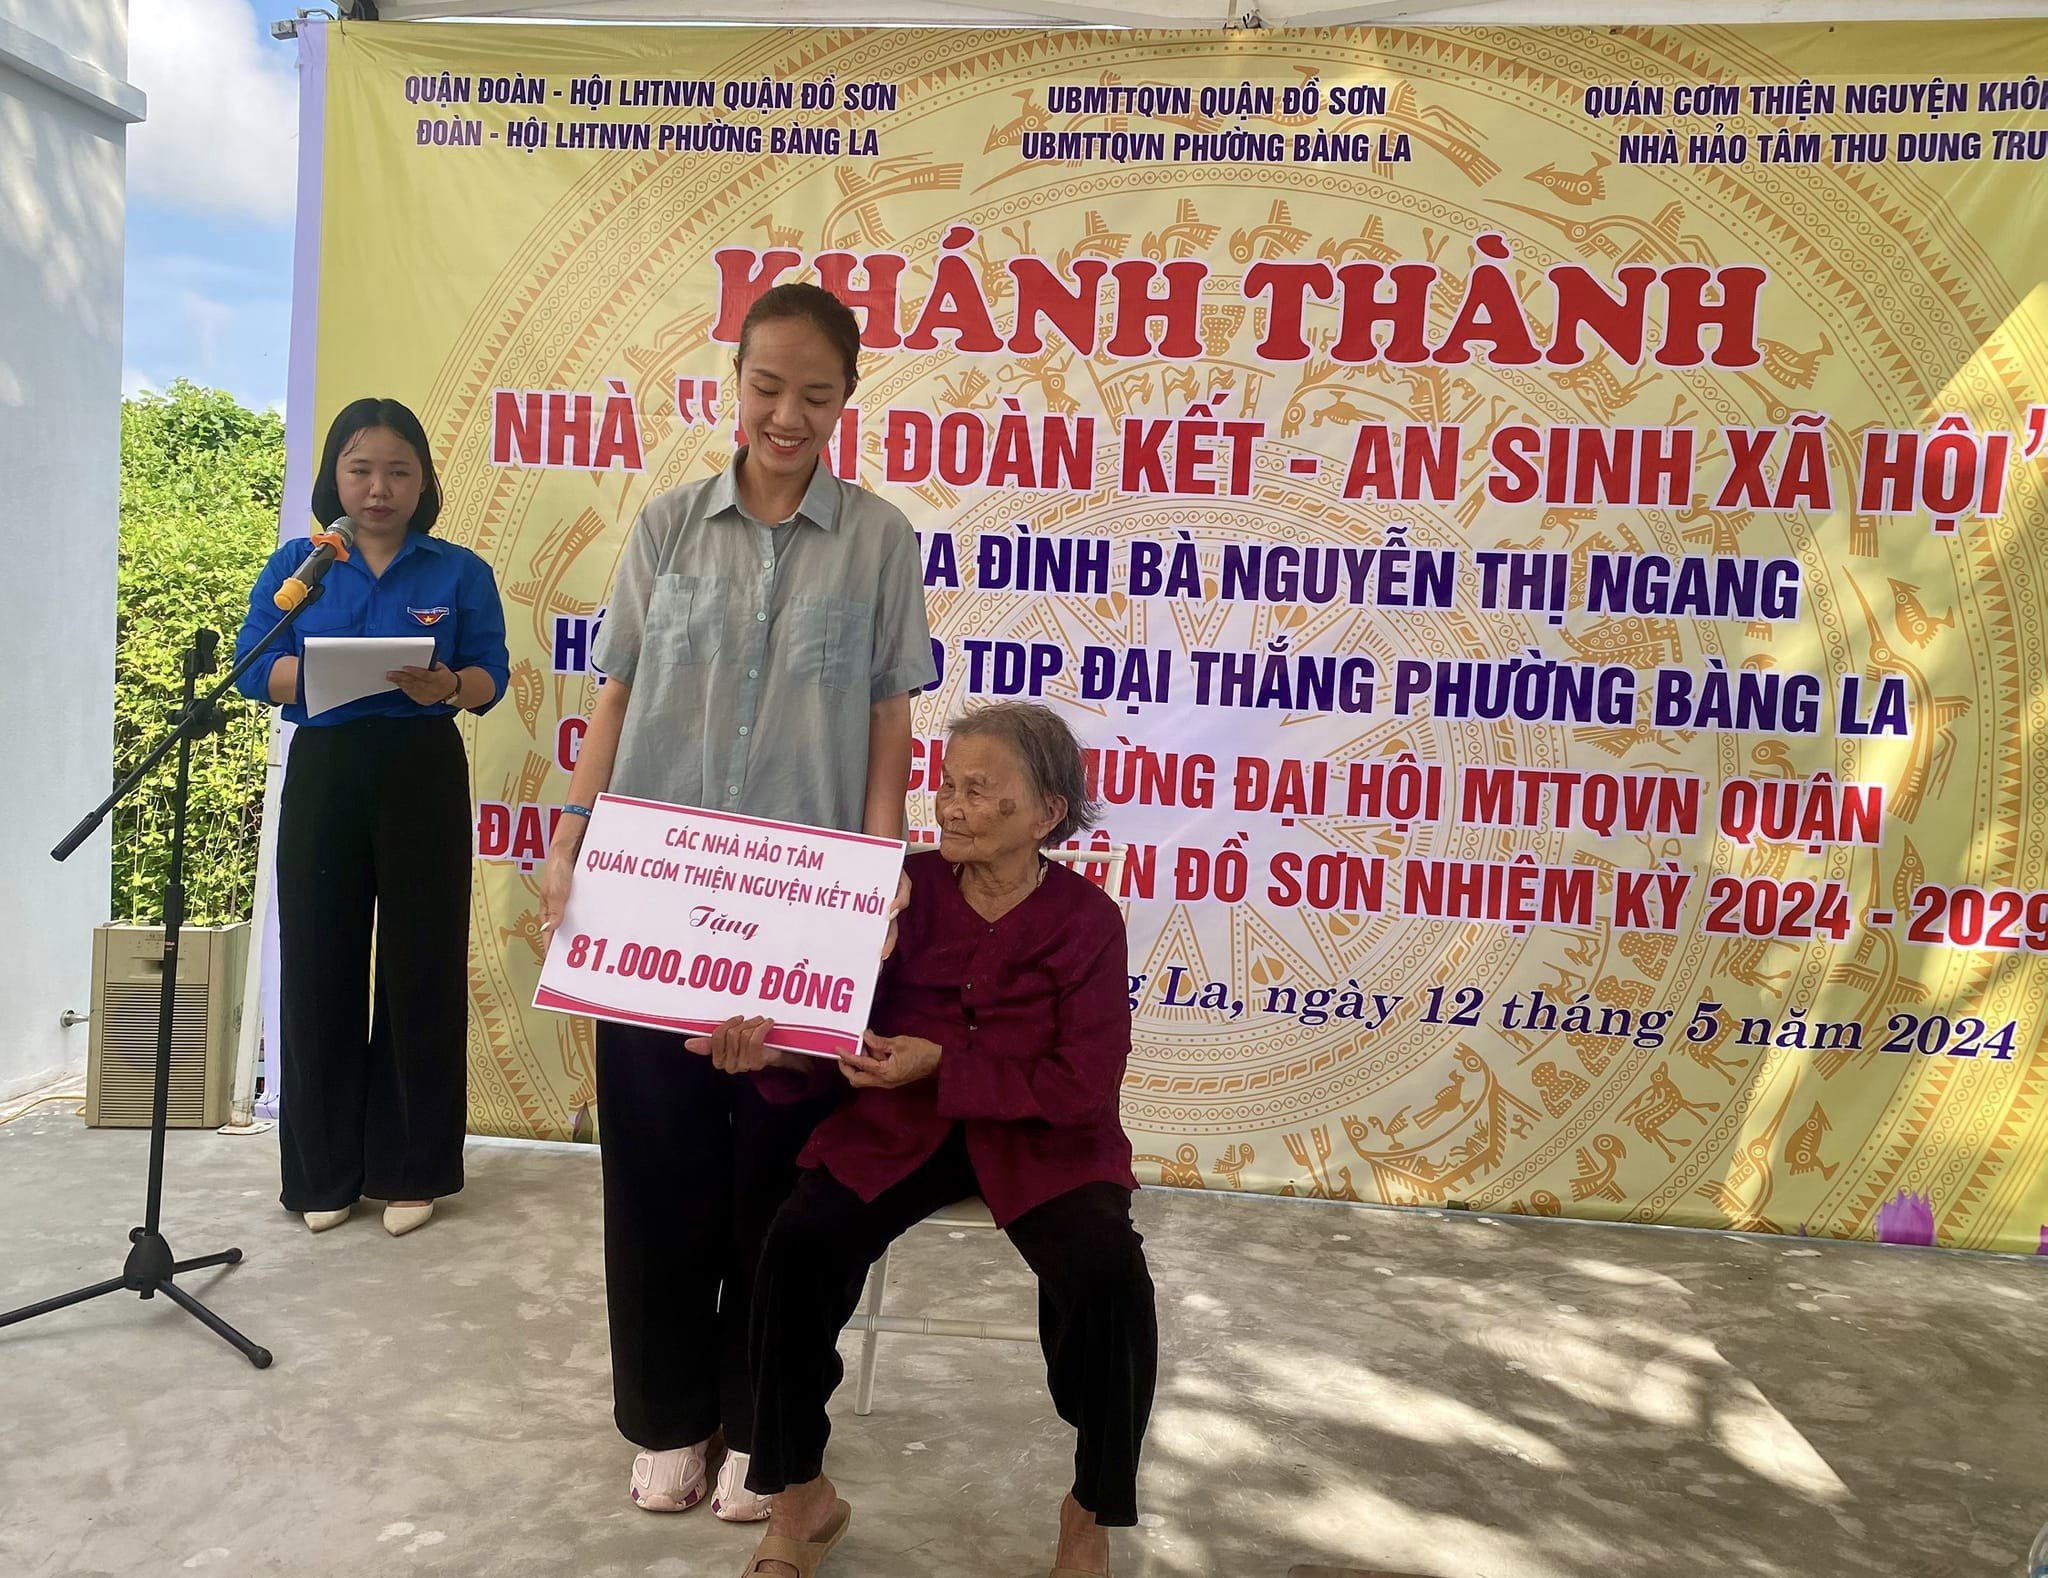 QUẬN ĐOÀN - HỘI LHTNVN QUẬN ĐỒ SƠN
ĐOÀN - HỘI LHTNVN PHƯỜNG BÀNG LA
UBMTTQVN QUẬN ĐỒ SƠN
UBMTTQVN PHƯỜNG BÀNG LA
QUÁN CƠM THIỆN NGUYỆN
NHÀ HẢO TÂM THU DUNG
KHÁNH THÀNH
NHÀ " ĐOÀN KẾT - AN SINH XÃ HỘI"
ĐÌNH BÀ NGUYỄN THỊ NGANG
TDP ĐẠI THẮNG PHƯỜNG BÀNG LA
MỪNG ĐẠI HỘI MTTQVN QUẬN
ĐỒ SƠN NHIỆM KỲ 2024 - 2029
La, ngày 12 tháng 5 năm 2024
CÁC NHÀ HẢO TÂM
QUÁN CƠM THIỆN NGUYỆN KẾT NỐI
Tặng
81.000.000 ĐỒNG